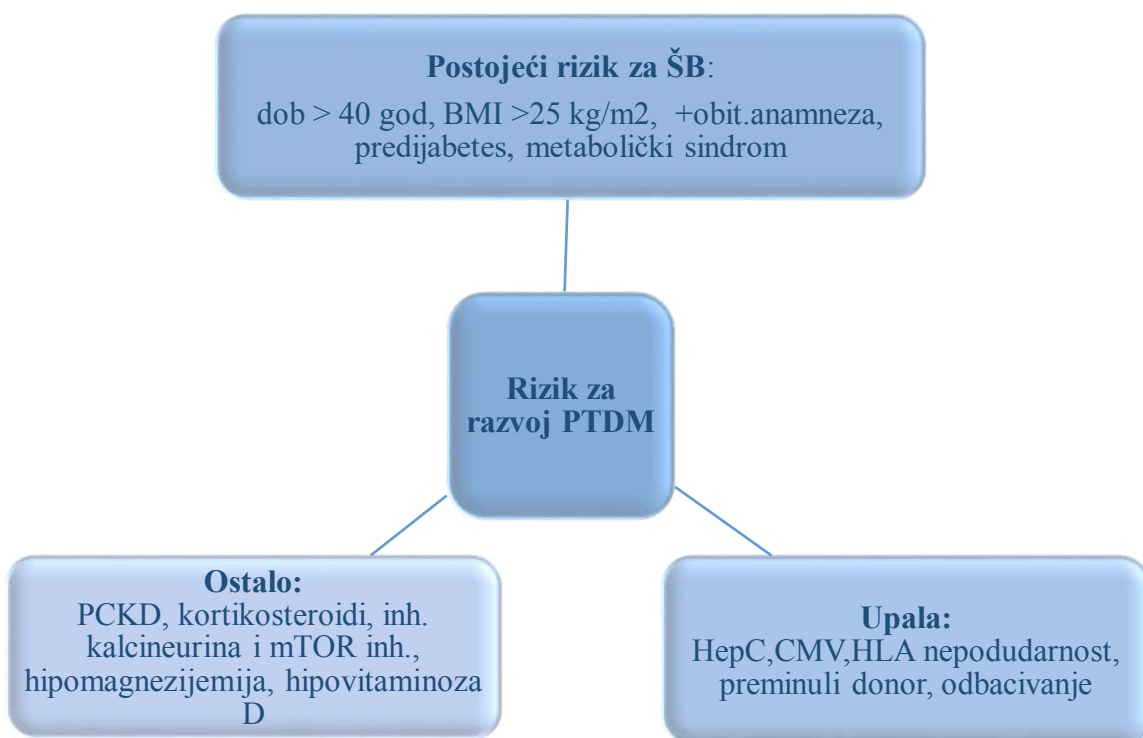 Postojeći rizik za ŠB:
dob > 40 god, BMI >25 kg/m2, +obit.anamneza,
predijabetes, metabolički sindrom
Rizik za
razvoj PTDM
Ostalo:
PCKD, kortikosteroidi, inh.
kalcineurina i mTOR inh.,
hipomagnezijemija, hipovitaminoza
D
Upala:
HepC,CMV,HLA nepodudarnost,
preminuli donor, odbacivanje